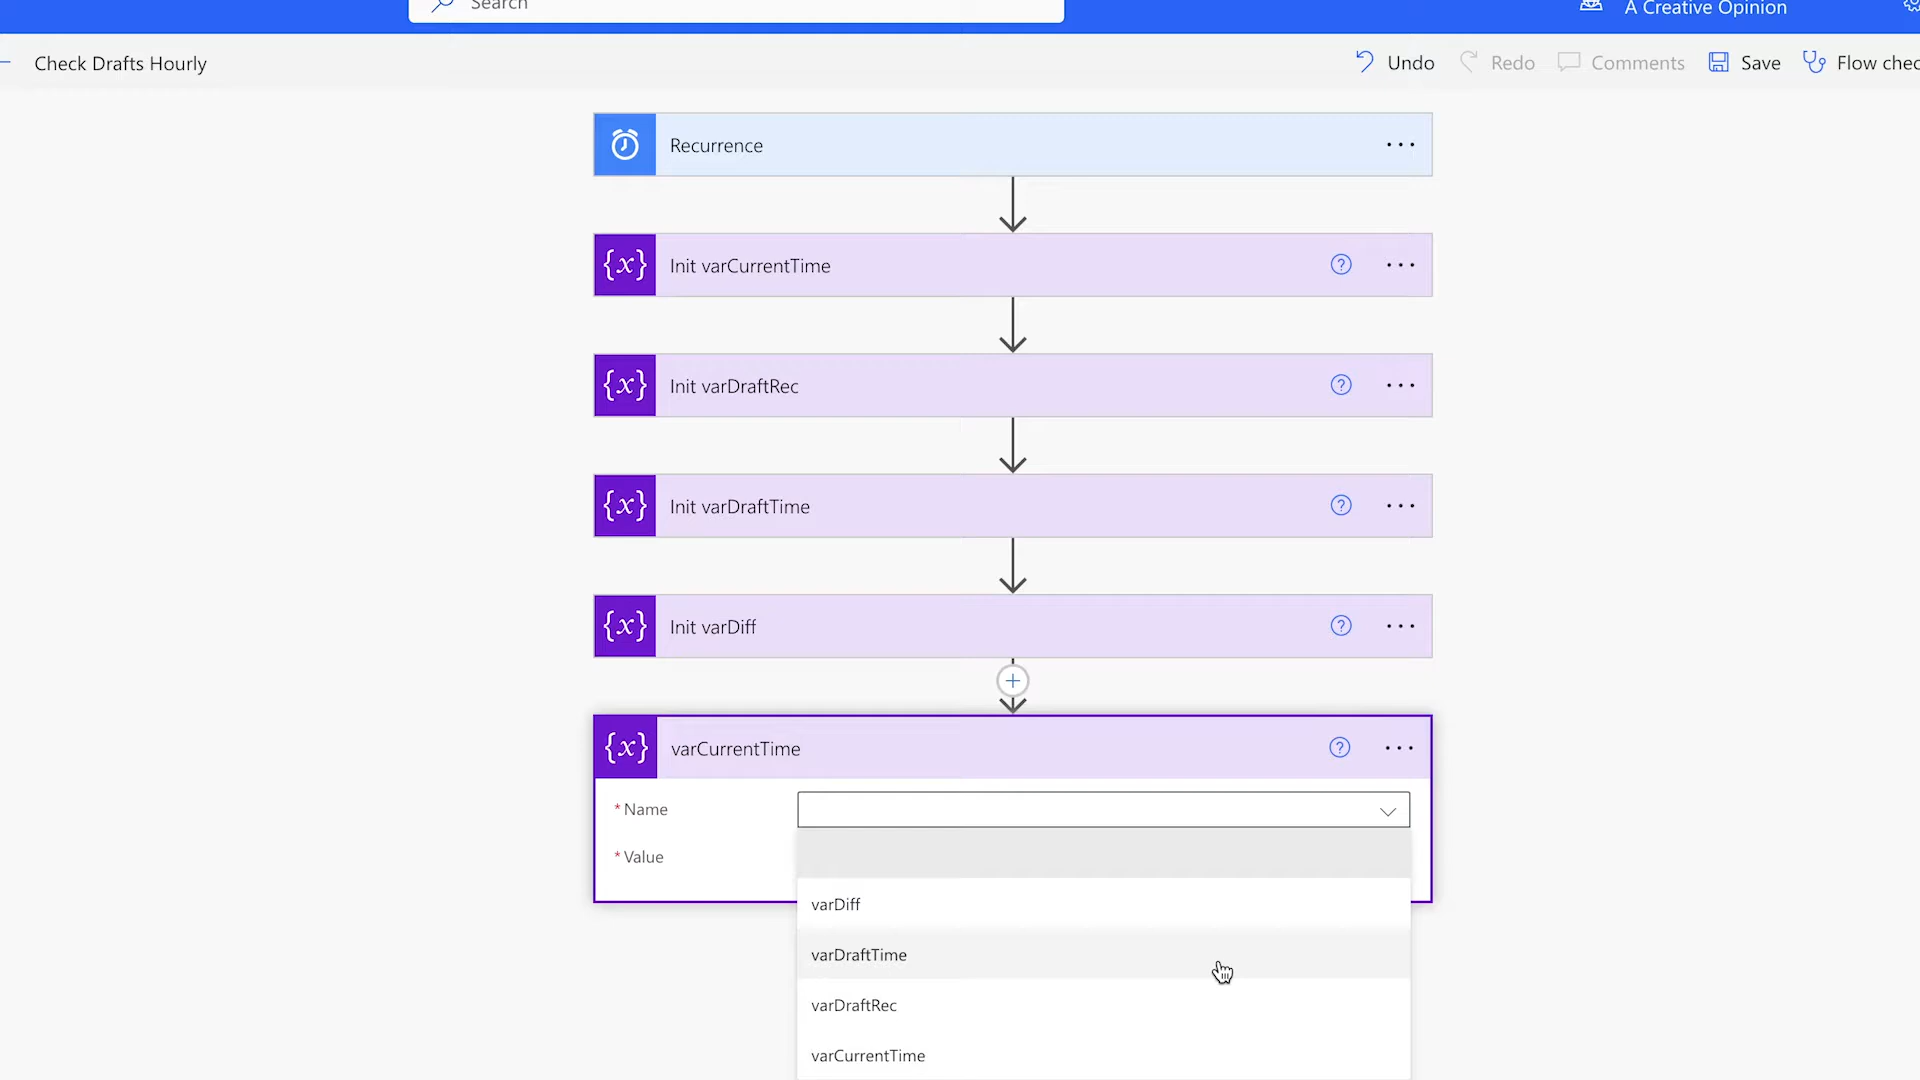 Search
A Creative Opinion
Check Drafts Hourly
Undo
Redo
Comments
Save
Flow chec
Recurrence
{x} Init varCurrentTime
{x} Init varDraftRec
{x} Init varDraftTime
{x} Init varDiff
{x} varCurrentTime
* Name
* Value
varDiff
varDraftTime
varDraftRec
varCurrentTime